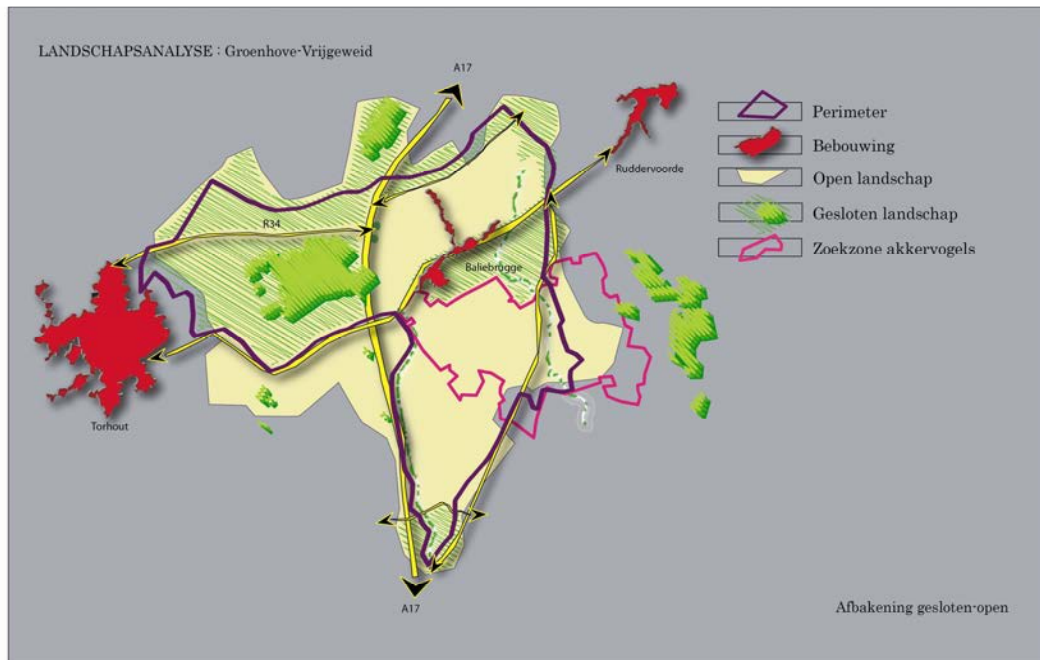 LANDSCHAPSANALYSE : Groenhove-Vrijgeweid
A17
Ruddervoorde
Perimeter
Bebouwing
Open landschap
Gesloten landschap
Zoekzone akkervogels
R34
Baliebrugge
Torhout
A17
Afbakening gesloten-open